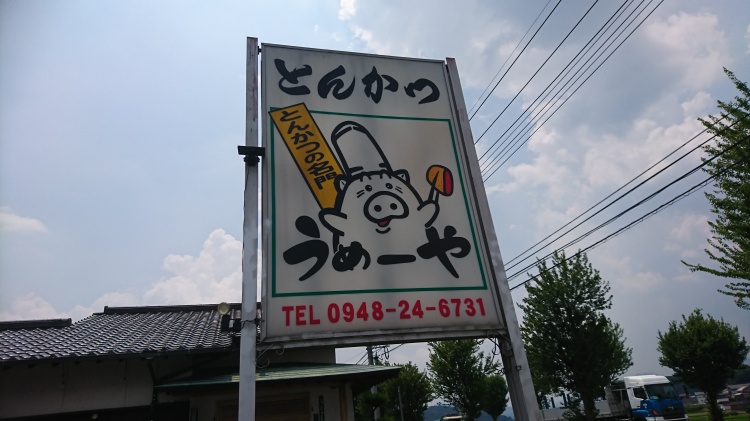 とんかつ
とんかつの名門
うめーや
TEL 0948-24-6731